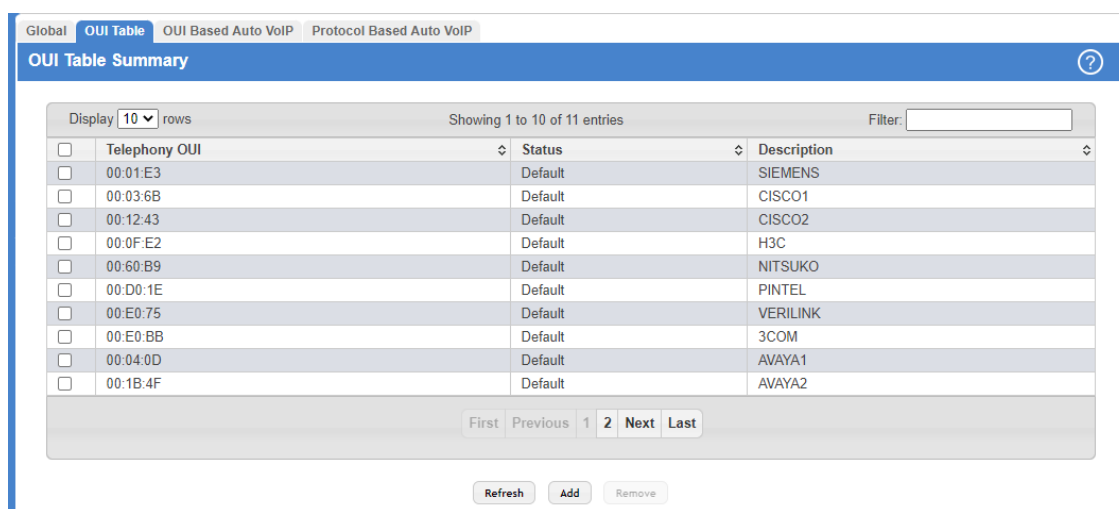 Global OUI Table OUI Based Auto VoIP Protocol Based Auto VoIP
OUI Table Summary ?
Display 10 rows Showing 1 to 10 of 11 entries Filter:
Telephony OUI Status Description
00:01:E3 Default SIEMENS
00:03:6B Default CISCO1
00:12:43 Default CISCO2
00:0F:E2 Default H3C
00:60:B9 Default NITSUKO
00:D0:1E Default PINTEL
00:E0:75 Default VERILINK
00:E0:BB Default 3COM
00:04:0D Default AVAYA1
00:1B:4F Default AVAYA2
First Previous 1 2 Next Last
Refresh Add Remove